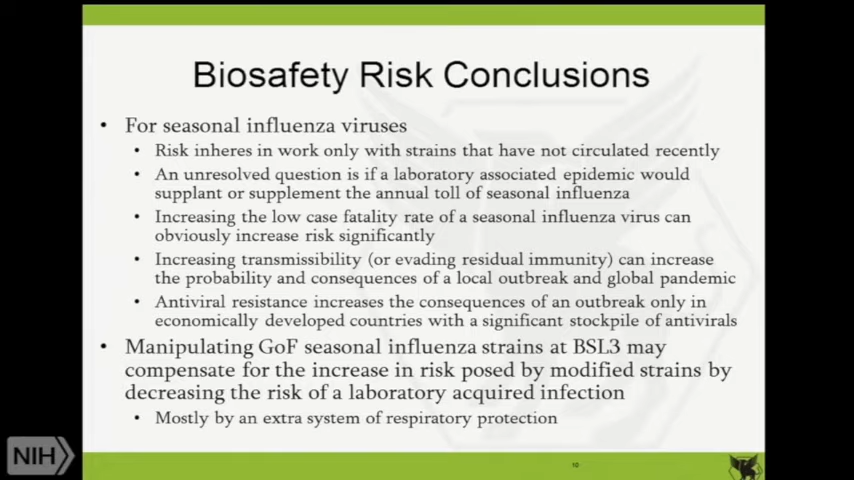 Biosafety Risk Conclusions
• For seasonal influenza viruses
• Risk inheres in work only with strains that have not circulated recently
• An unresolved question is if a laboratory associated epidemic would
supplant or supplement the annual toll of seasonal influenza
• Increasing the low case fatality rate of a seasonal influenza virus can
obviously increase risk significantly
• Increasing transmissibility (or evading residual immunity) can increase
the probability and consequences of a local outbreak and global pandemic
• Antiviral resistance increases the consequences of an outbreak only in
economically developed countries with a significant stockpile of antivirals
• Manipulating GoF seasonal influenza strains at BSL3 may
compensate for the increase in risk posed by modified strains by
decreasing the risk of a laboratory acquired infection
• Mostly by an extra system of respiratory protection
NIH
10